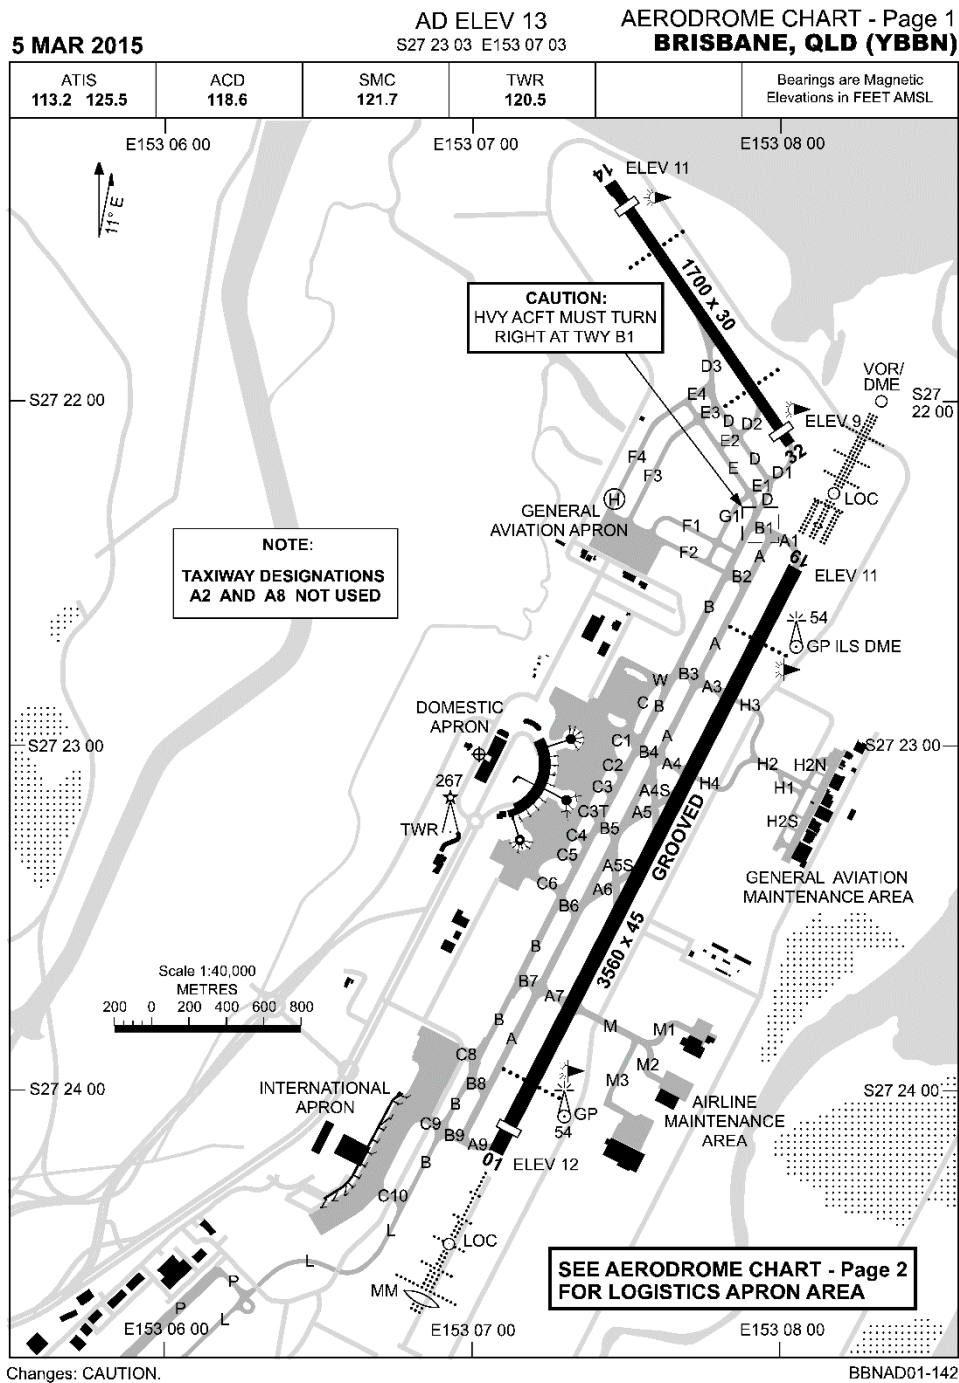 AD ELEV 13
AERODROME CHART - Page 1
5 MAR 2015
S27 23 03 E153 07 03
BRISBANE, QLD (YBBN)
ATIS
113.2 125.5
ACD
118.6
SMC
121.7
TWR
120.5
Bearings are Magnetic
Elevations in FEET AMSL
E153 06 00
E153 07 00
E153 08 00
11° E
14
ELEV 11
1700 x 30
CAUTION:
HVY ACFT MUST TURN
RIGHT AT TWY B1
D3
VOR/
DME
S27 22 00
S27
22 00
E4
E3
D
D2
ELEV 9
E2
32
F4
E
D
D1
F3
E1
H
D
LOC
GENERAL
AVIATION APRON
G1
F1
B1
A1
F2
A
19
NOTE:
TAXIWAY DESIGNATIONS
A2 AND A8 NOT USED
B2
ELEV 11
B
54
A
GP ILS DME
B3
W
A3
C
B
H3
DOMESTIC
APRON
S27 23 00
C1
A
S27 23 00
B4
C2
A4
H2
H2N
267
C3
A4S
H4
H1
C3T
A5
TWR
C4
B5
H2S
GROOVED
C5
A5S
C6
A6
GENERAL AVIATION
MAINTENANCE AREA
B6
B
3560 x 45
Scale 1:40,000
METRES
200 0 200 400 600 800
B7
A7
B
M
M1
A
C8
M2
B8
M3
S27 24 00
S27 24 00
INTERNATIONAL
APRON
B
GP
54
AIRLINE
MAINTENANCE
AREA
C9
B9
A9
B
01
ELEV 12
C10
L
LOC
L
P
MM
P
L
SEE AERODROME CHART - Page 2
FOR LOGISTICS APRON AREA
E153 06 00
E153 07 00
E153 08 00
Changes: CAUTION.
BBNAD01-142